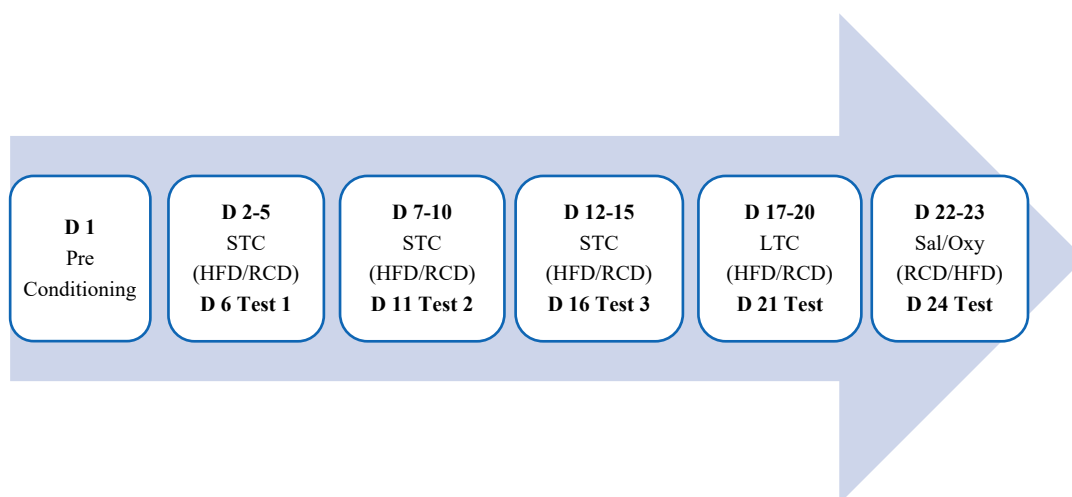 D 1
Pre
Conditioning
D 2-5
STC
(HFD/RCD)
D 6 Test 1
D 7-10
STC
(HFD/RCD)
D 11 Test 2
D 12-15
STC
(HFD/RCD)
D 16 Test 3
D 17-20
LTC
(HFD/RCD)
D 21 Test
D 22-23
Sal/Oxy
(RCD/HFD)
D 24 Test